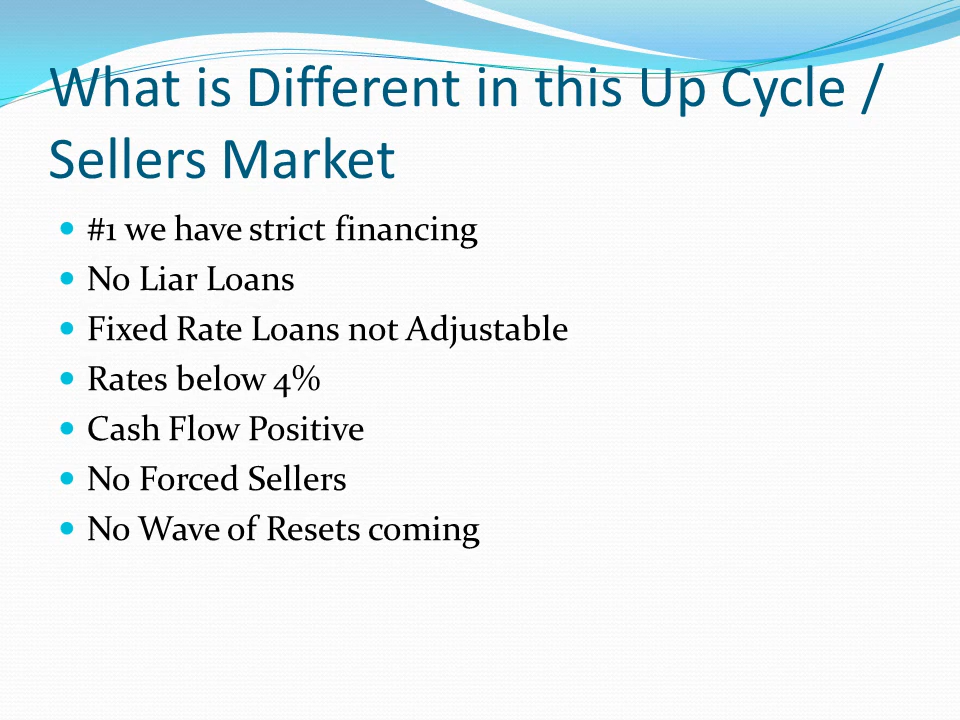 What is Different in this Up Cycle /
Sellers Market
#1 we have strict financing
No Liar Loans
Fixed Rate Loans not Adjustable
Rates below 4%
Cash Flow Positive
No Forced Sellers
No Wave of Resets coming